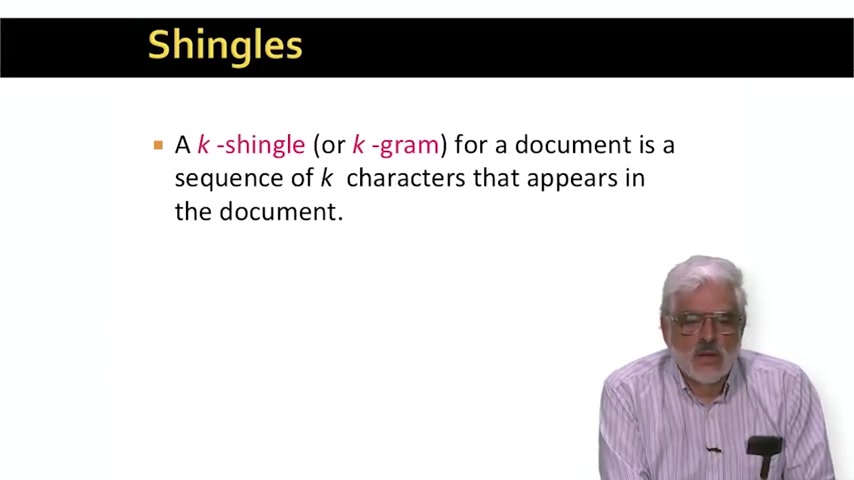 Shingles
A k -shingle (or k -gram) for a document is a
sequence of k characters that appears in
the document.